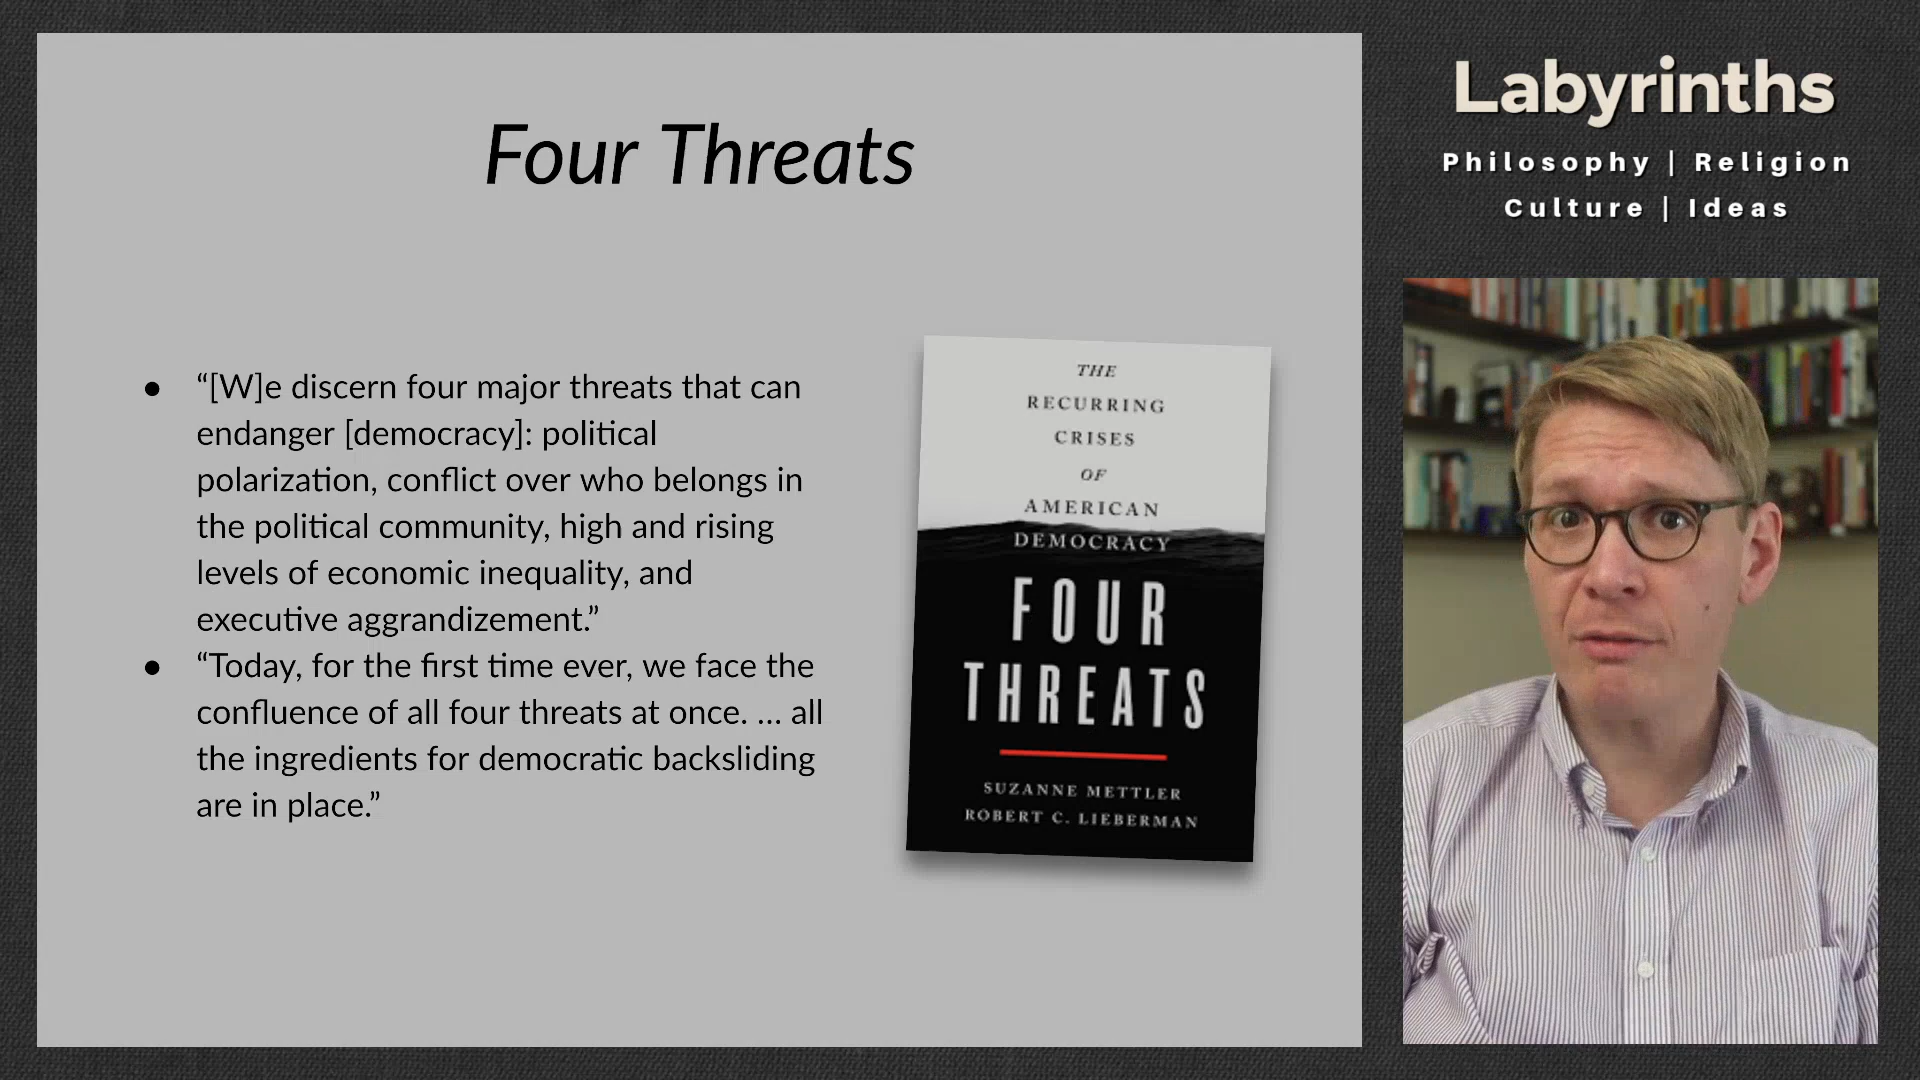 Four Threats
● “[W]e discern four major threats that can
endanger [democracy]: political
polarization, conflict over who belongs in
the political community, high and rising
levels of economic inequality, and
executive aggrandizement.”
● “Today, for the first time ever, we face the
confluence of all four threats at once. ... all
the ingredients for democratic backsliding
are in place.”
THE
RECURRING
CRISES
OF
AMERICAN
DEMOCRACY
FOUR
THREATS
SUZANNE METTLER
ROBERT C. LIEBERMAN
Labyrinths
Philosophy | Religion
Culture | Ideas